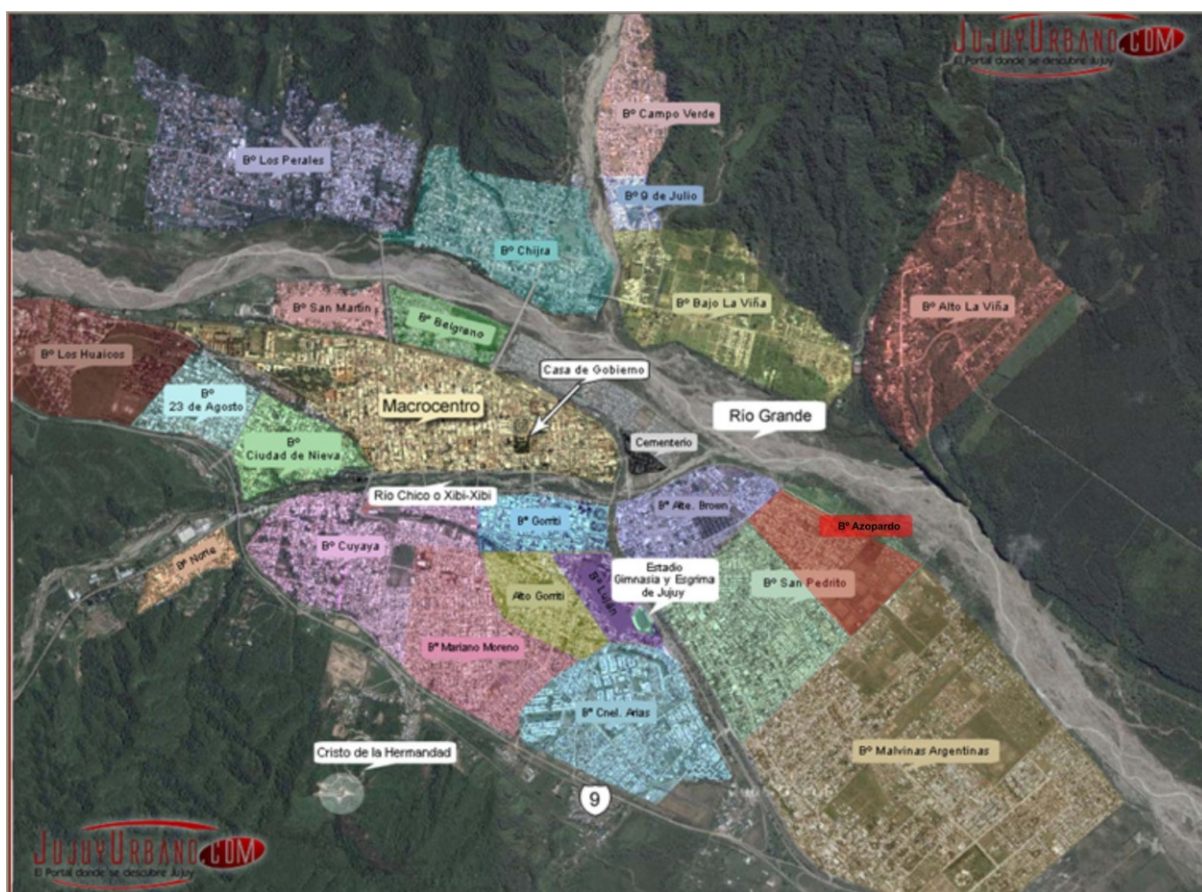 JUJUYURBANO.COM
El Portal donde se descubre Jujuy
Bº Campo Verde
Bº Los Perales
Bº 9 de Julio
Bº Chijra
Bº Bajo La Viña
Bº Alto La Viña
Bº San Martín
Bº Belgrano
Bº Los Huaicos
Casa de Gobierno
Bº
23 de Agosto
Macrocentro
Río Grande
Cementerio
Bº
Ciudad de Nieva
Río Chico o Xibi-Xibi
Bº Alte. Brown
Bº Gorriti
Bº Azopardo
Bº Cuyaya
Bº Norte
Estadio
Gimnasia y Esgrima
de Jujuy
Bº San Pedrito
Alto Gorriti
Bº Luján
Bº Mariano Moreno
Bº Cnel. Arias
Cristo de la Hermandad
Bº Malvinas Argentinas
9
JUJUYURBANO.COM
El Portal donde se descubre Jujuy